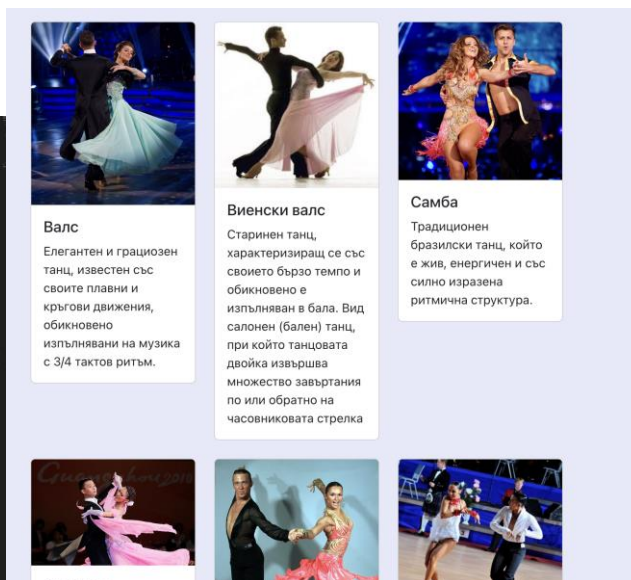 Валс
Елегантен и грациозен
танц, известен със
своите плавни и
кръгови движения,
обикновено
изпълнявани на музика
с 3/4 тактов ритъм.
Виенски валс
Старинен танц,
характеризиращ се със
своието бързо темпо и
обикновено е
изпълняван в бала. Вид
салонен (бален) танц,
при който танцовата
двойка извършва
множество завъртания
по или обратно на
часовниковата стрелка
Самба
Традиционен
бразилски танц, който
е жив, енергичен и със
силно изразена
ритмична структура.
Guangzhou 2010